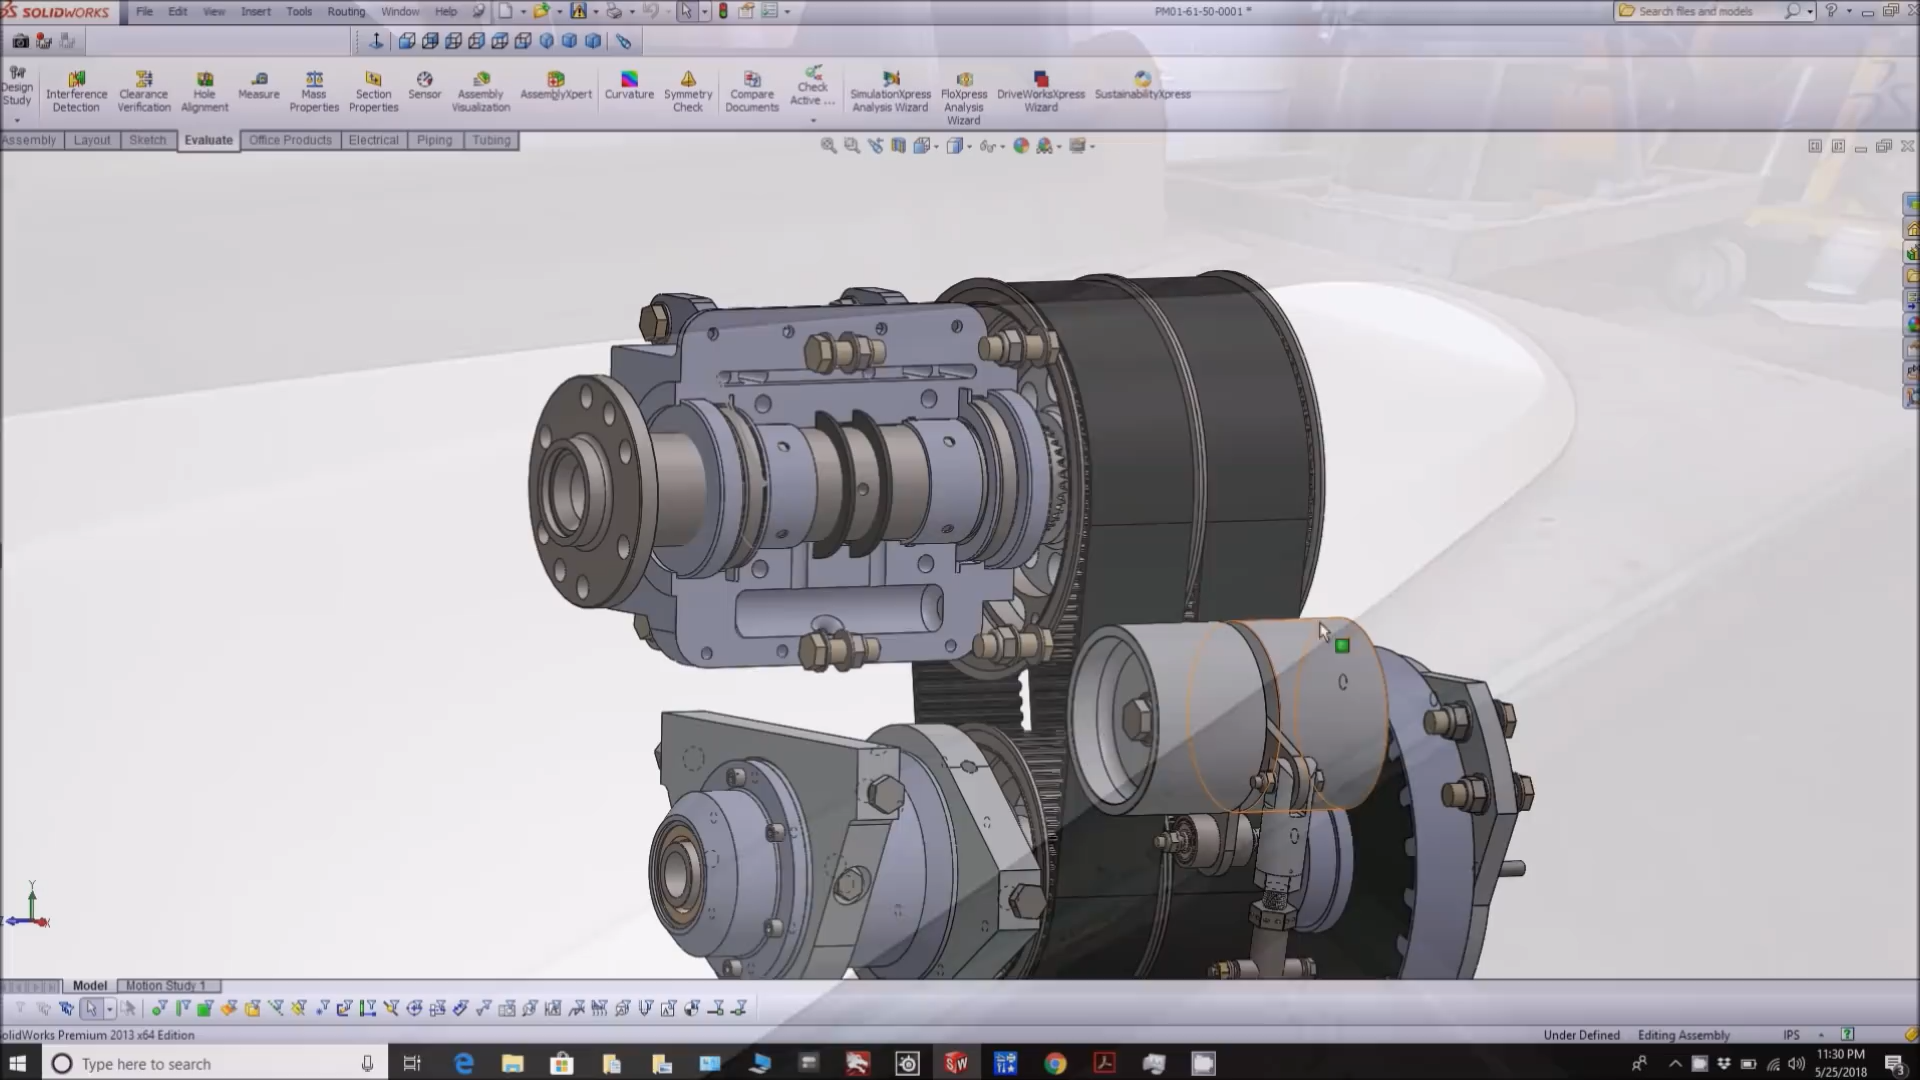 SOLIDWORKS File Edit View Insert Tools Routing Window Help PM01-61-50-0001 * Search files and models
Design Study
Interference Detection
Clearance Verification
Hole Alignment
Measure
Mass Properties
Section Properties
Sensor
Assembly Visualization
AssemblyXpert
Curvature
Symmetry Check
Compare Documents
Check Active ...
SimulationXpress Analysis Wizard
FloXpress Analysis Wizard
DriveWorksXpress Wizard
SustainabilityXpress
Assembly Layout Sketch Evaluate Office Products Electrical Piping Tubing
Y
X
Model Motion Study 1
olidWorks Premium 2013 x64 Edition Under Defined Editing Assembly IPS
Type here to search
11:30 PM
5/25/2018